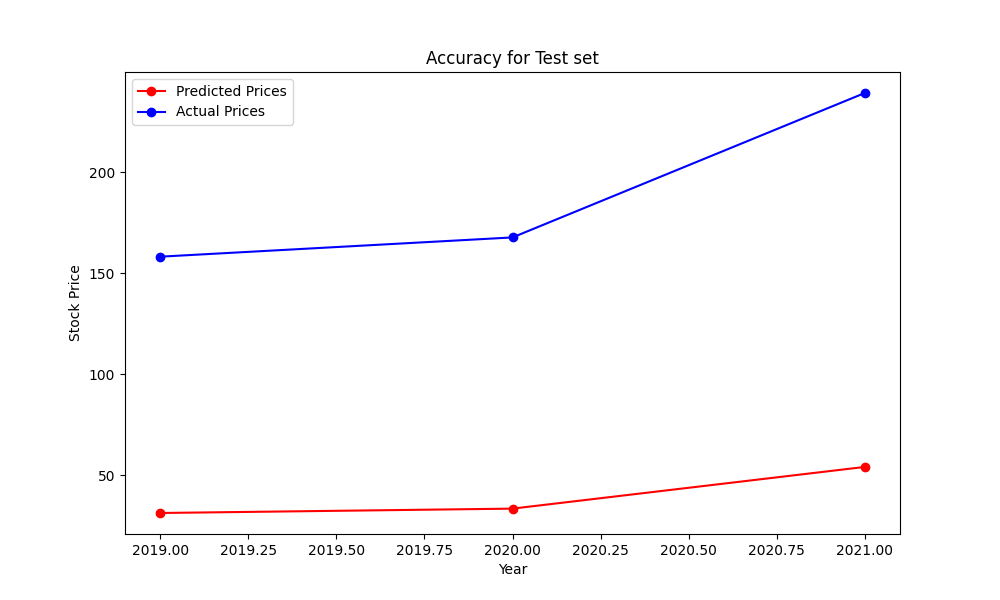 Accuracy for Test set
Predicted Prices
Actual Prices
Stock Price
200
150
100
50
2019.00 2019.25 2019.50 2019.75 2020.00 2020.25 2020.50 2020.75 2021.00
Year